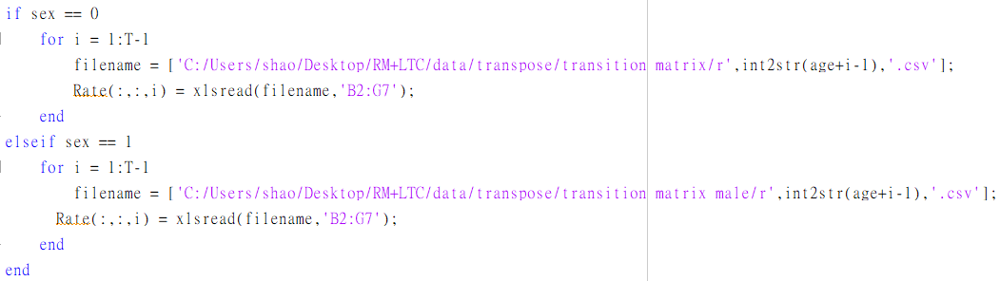 if sex == 0
for i = 1:T-1
filename = ['C:/Users/shao/Desktop/RM+LTC/data/transpose/transition matrix/r',int2str(age+i-1),'.csv'];
Rate(:,:,i) = xlsread(filename,'B2:G7');
end
elseif sex == 1
for i = 1:T-1
filename = ['C:/Users/shao/Desktop/RM+LTC/data/transpose/transition matrix male/r',int2str(age+i-1),'.csv'];
Rate(:,:,i) = xlsread(filename,'B2:G7');
end
end